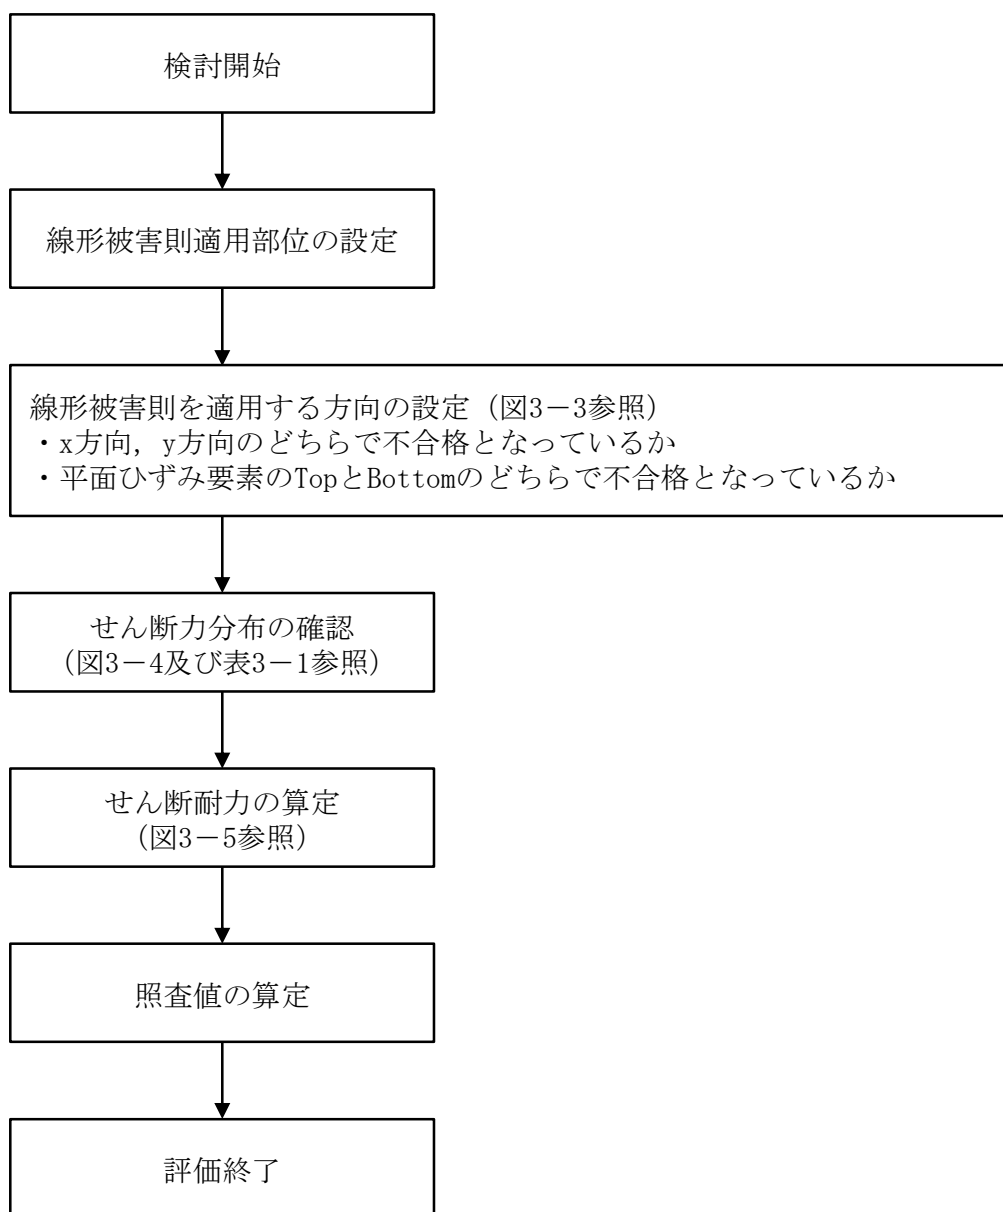 検討開始
線形被害則適用部位の設定
線形被害則を適用する方向の設定（図3－3参照）
・x方向，y方向のどちらで不合格となっているか
・平面ひずみ要素のTopとBottomのどちらで不合格となっているか
せん断力分布の確認
（図3－4及び表3－1参照）
せん断耐力の算定
（図3－5参照）
照査値の算定
評価終了